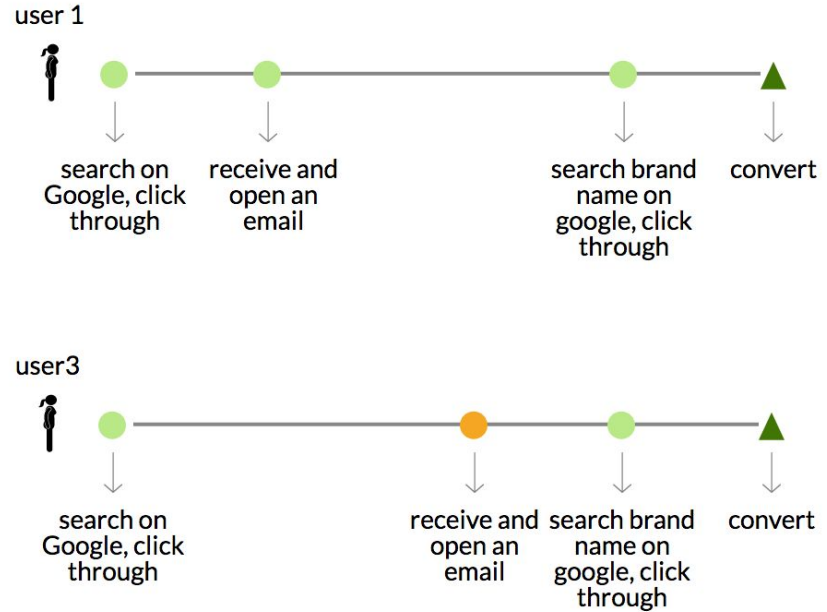 user 1
search on
Google, click
through
receive and
open an
email
search brand
name on
google, click
through
convert
user3
search on
Google, click
through
receive and
open an
email
search brand
name on
google, click
through
convert